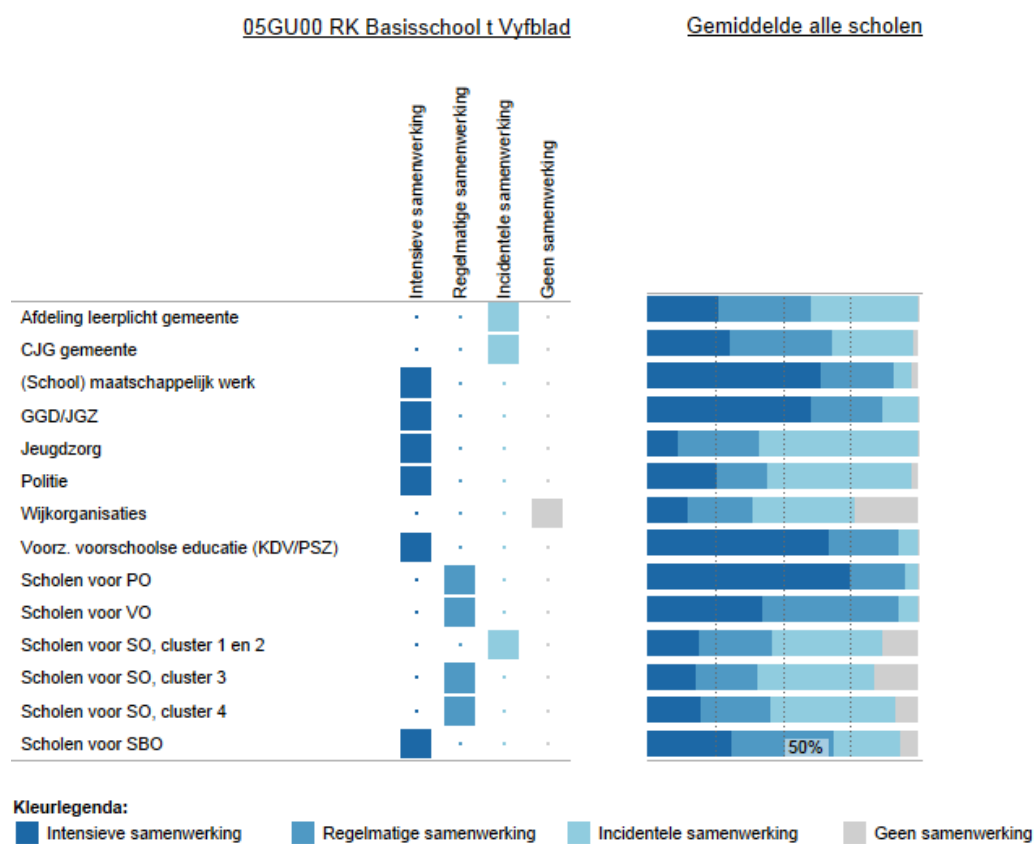 05GU00 RK Basisschool t Vyfblad
Gemiddelde alle scholen
Intensieve samenwerking
Regelmatige samenwerking
Incidentele samenwerking
Geen samenwerking
Afdeling leerplicht gemeente
CJG gemeente
(School) maatschappelijk werk
GGD/JGZ
Jeugdzorg
Politie
Wijkorganisaties
Voorz. voorschoolse educatie (KDV/PSZ)
Scholen voor PO
Scholen voor VO
Scholen voor SO, cluster 1 en 2
Scholen voor SO, cluster 3
Scholen voor SO, cluster 4
Scholen voor SBO
50%
Kleurlegenda:
Intensieve samenwerking
Regelmatige samenwerking
Incidentele samenwerking
Geen samenwerking